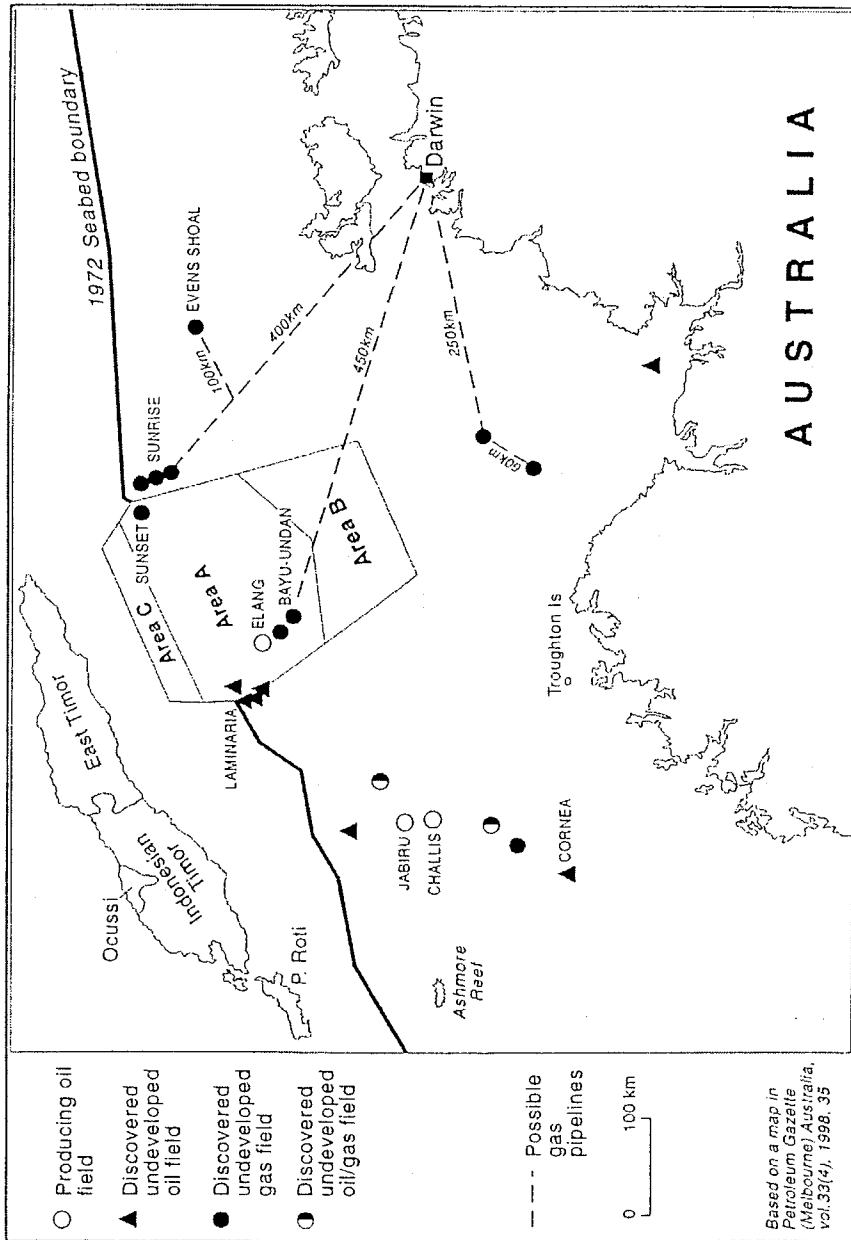 Producing oil
field
Discovered
undeveloped
oil field
Discovered
undeveloped
gas field
Discovered
undeveloped
oil/gas field
Possible
gas
pipelines
0 100 km
Based on a map in
Petroleum Gazette
(Melbourne) Australia,
vol.33(4), 1998, 35
1972 Seabed boundary
East Timor
Indonesian
Timor
Ocussi
P. Roti
Area C
SUNSET
SUNRISE
EVENS SHOAL
100km
400km
Area A
ELANG
BAYU-UNDAN
Area B
450km
LAMINARIA
Darwin
250km
60km
JABIRU
CHALLIS
Ashmore
Reef
CORNEA
Troughton Is
AUSTRALIA